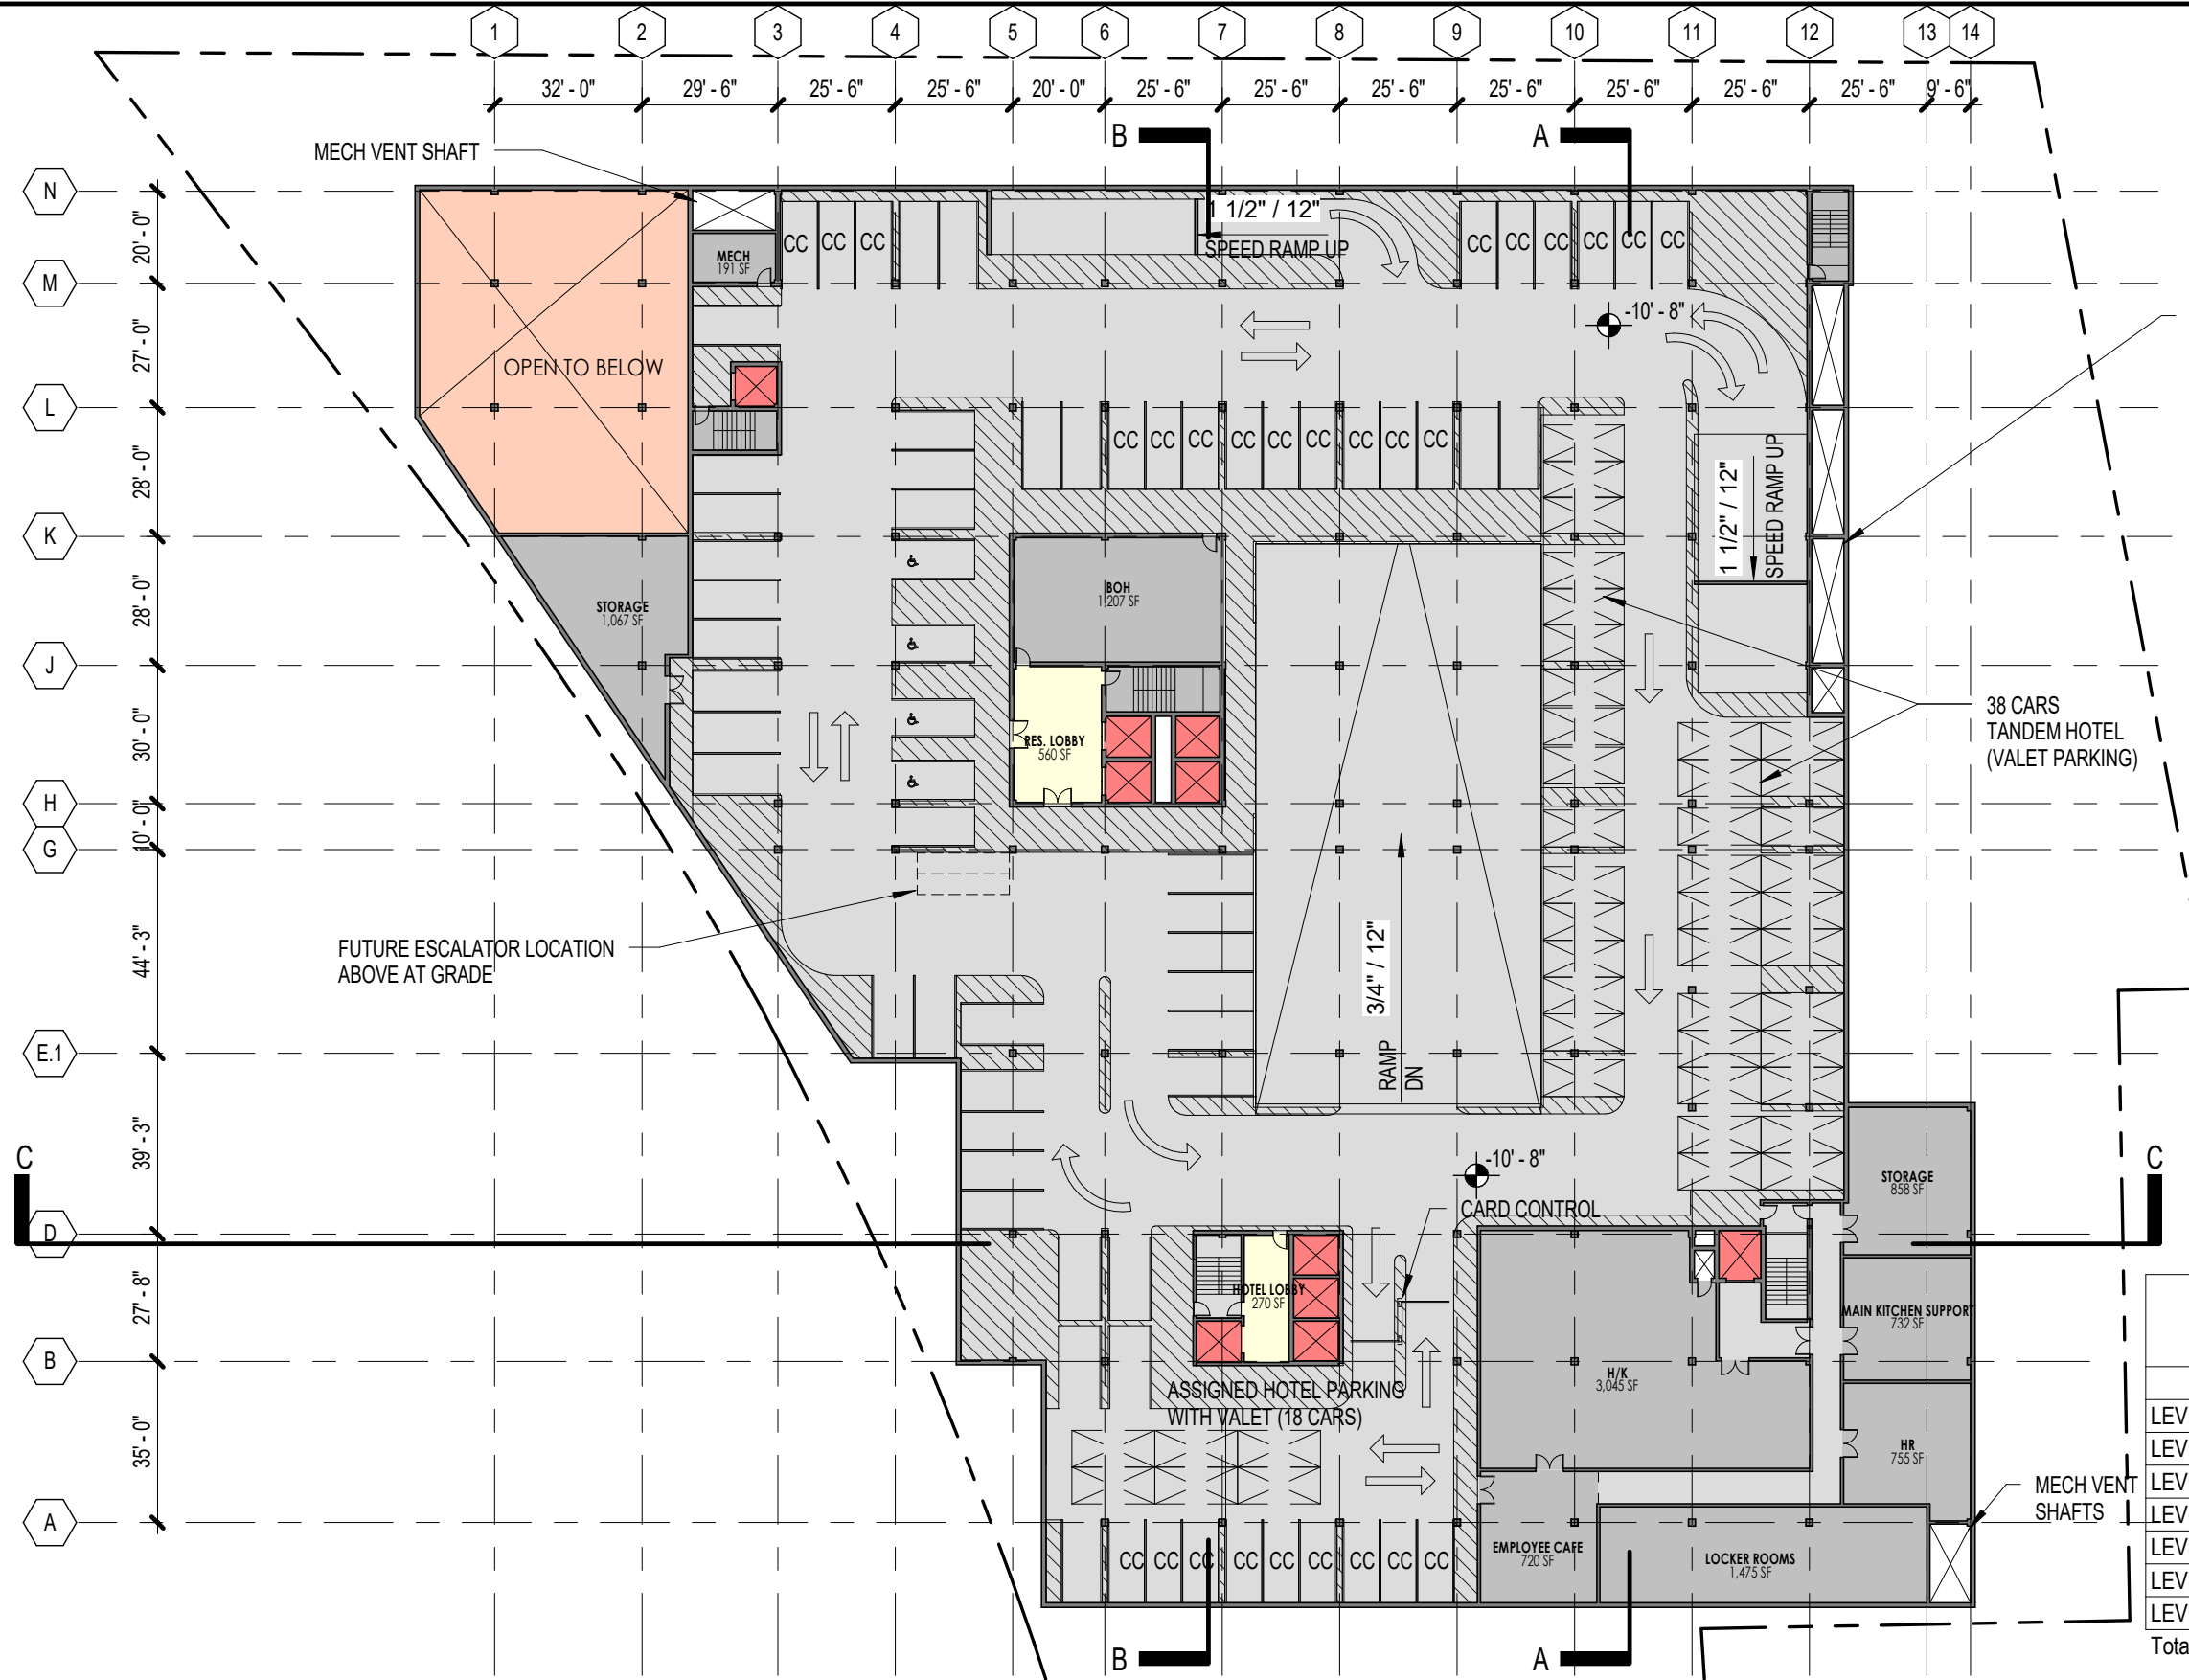 1 2 3 4 5 6 7 8 9 10 11 12 13 14
32' - 0" 29' - 6" 25' - 6" 25' - 6" 20' - 0" 25' - 6" 25' - 6" 25' - 6" 25' - 6" 25' - 6" 25' - 6" 25' - 6" 9' - 6"
B A
MECH VENT SHAFT
N
20' - 0"
M
27' - 0"
L
28' - 0"
K
28' - 0"
J
30' - 0"
H
10' - 0"
G
44' - 3"
E.1
39' - 3"
D
27' - 8"
B
35' - 0"
A
1 1/2" / 12"
SPEED RAMP UP
CC CC CC
CC CC CC CC CC CC
MECH
191 SF
-10' - 8"
OPEN TO BELOW
CC CC CC CC CC CC CC CC CC
1 1/2" / 12"
SPEED RAMP UP
STORAGE
1,067 SF
BOH
1,207 SF
RES. LOBBY
560 SF
38 CARS
TANDEM HOTEL
(VALET PARKING)
FUTURE ESCALATOR LOCATION
ABOVE AT GRADE
3/4" / 12"
RAMP
DN
C C
-10' - 8"
CARD CONTROL
STORAGE
858 SF
HOTEL LOBBY
270 SF
MAIN KITCHEN SUPPORT
732 SF
H/K
3,045 SF
ASSIGNED HOTEL PARKING
WITH VALET (18 CARS)
HR
755 SF
MECH VENT
SHAFTS
EMPLOYEE CAFE
720 SF
LOCKER ROOMS
1,475 SF
CC CC CC CC CC CC CC CC CC
B A
LEV
LEV
LEV
LEV
LEV
LEV
LEV
Tota